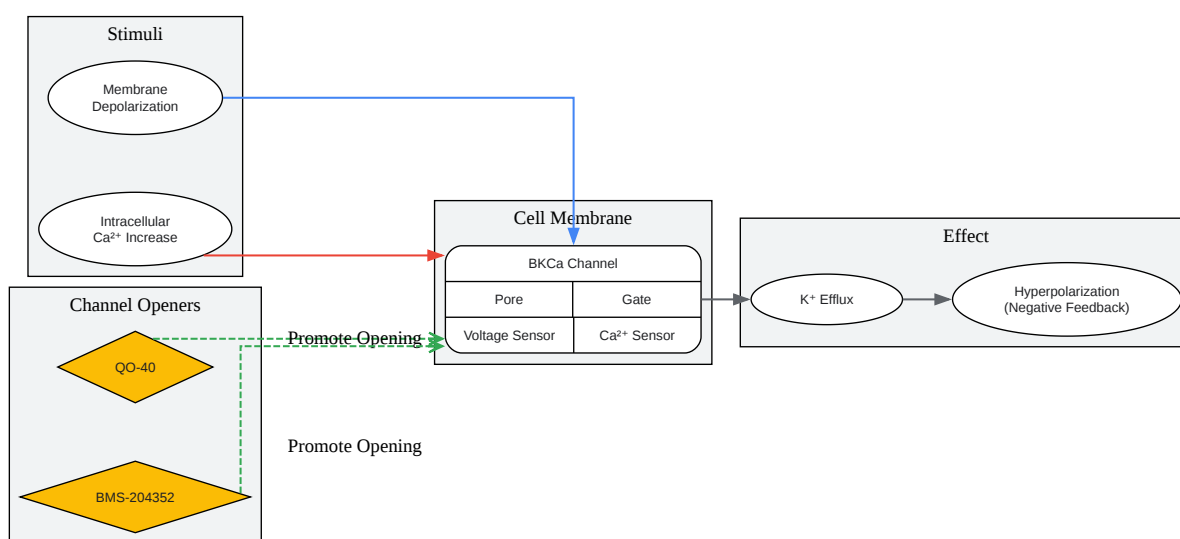 Stimuli
Membrane
Depolarization
Intracellular
Ca²⁺ Increase
Channel Openers
QO-40
BMS-204352
Promote Opening
Promote Opening
Cell Membrane
BKCa Channel
Pore
Gate
Voltage Sensor
Ca²⁺ Sensor
Effect
K⁺ Efflux
Hyperpolarization
(Negative Feedback)